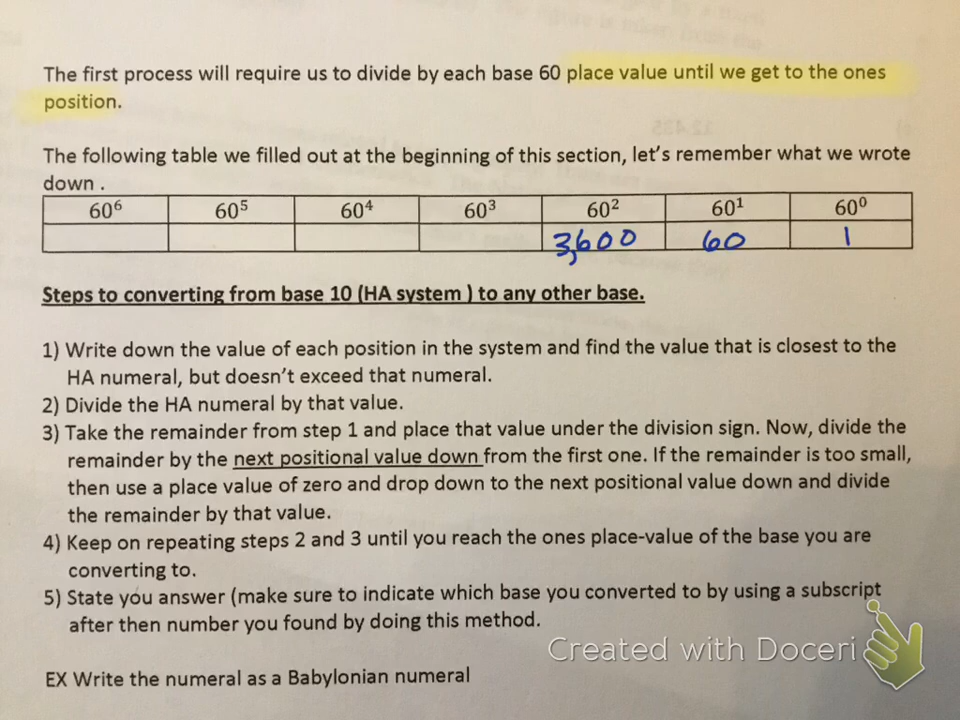 The first process will require us to divide by each base 60 place value until we get to the ones
position.
The following table we filled out at the beginning of this section, let's remember what we wrote
down .
60⁶ 60⁵ 60⁴ 60³ 60² 60¹ 60⁰
3,600 60 1
Steps to converting from base 10 (HA system ) to any other base.
1) Write down the value of each position in the system and find the value that is closest to the
HA numeral, but doesn't exceed that numeral.
2) Divide the HA numeral by that value.
3) Take the remainder from step 1 and place that value under the division sign. Now, divide the
remainder by the next positional value down from the first one. If the remainder is too small,
then use a place value of zero and drop down to the next positional value down and divide
the remainder by that value.
4) Keep on repeating steps 2 and 3 until you reach the ones place-value of the base you are
converting to.
5) State you answer (make sure to indicate which base you converted to by using a subscript
after then number you found by doing this method.
Created with Doceri
EX Write the numeral as a Babylonian numeral